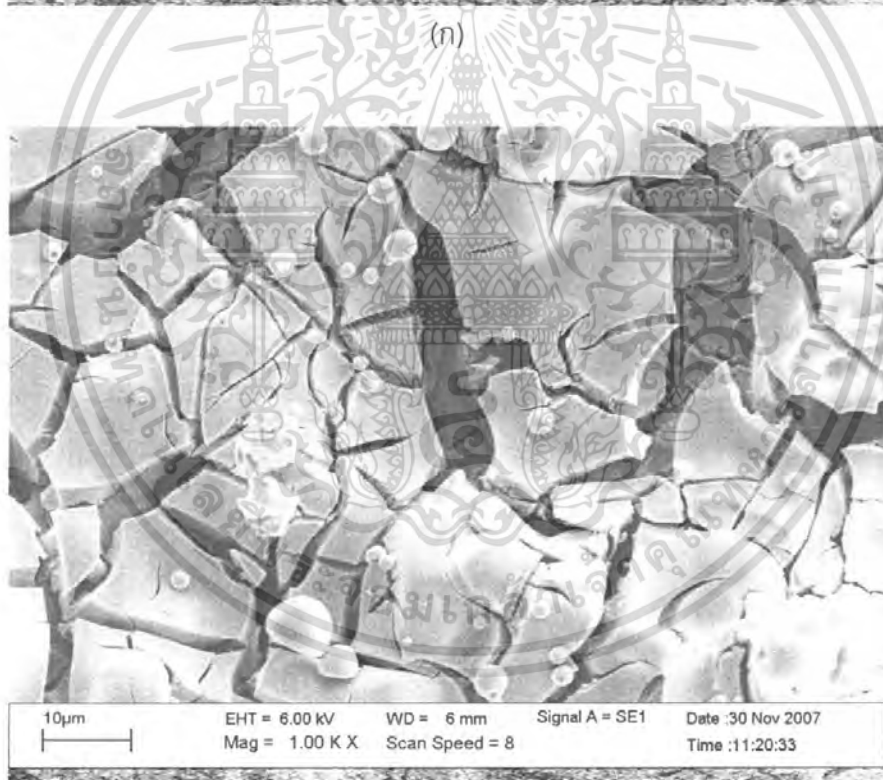 (ก)
10µm
EHT = 6.00 kV WD = 6 mm Signal A = SE1 Date :30 Nov 2007
Mag = 1.00 K X Scan Speed = 8 Time :11:20:33